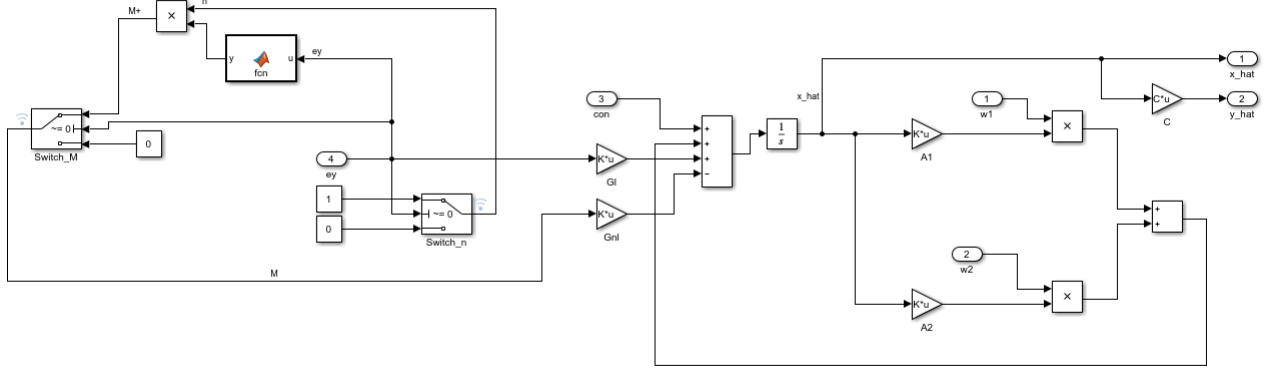 n
M+
×
y
u
ey
fcn
~= 0
Switch_M
0
4
ey
1
0
~= 0
Switch_n
M
3
con
K*u
Gl
K*u
Gnl
+
+
+
−
1
s
x_hat
K*u
A1
K*u
A2
1
w1
2
w2
×
×
+
+
C*u
C
1
x_hat
2
y_hat